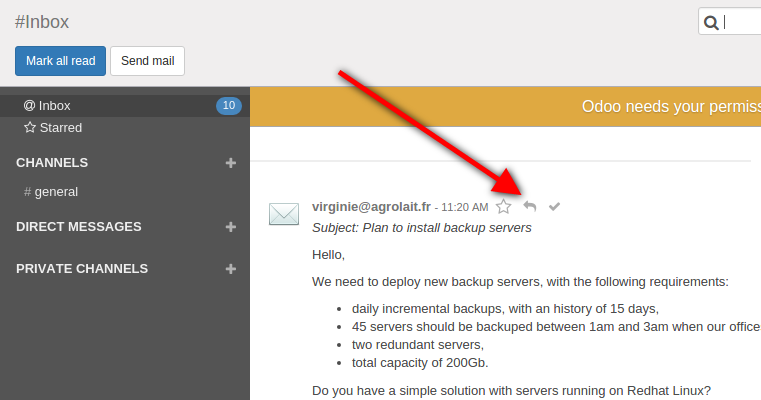 #Inbox
Mark all read Send mail
@ Inbox 10
Starred
CHANNELS +
# general
DIRECT MESSAGES +
PRIVATE CHANNELS +
Odoo needs your permiss
virginie@agrolait.fr - 11:20 AM
Subject: Plan to install backup servers
Hello,
We need to deploy new backup servers, with the following requirements:
• daily incremental backups, with an history of 15 days,
• 45 servers should be backuped between 1am and 3am when our office
• two redundant servers,
• total capacity of 200Gb.
Do you have a simple solution with servers running on Redhat Linux?